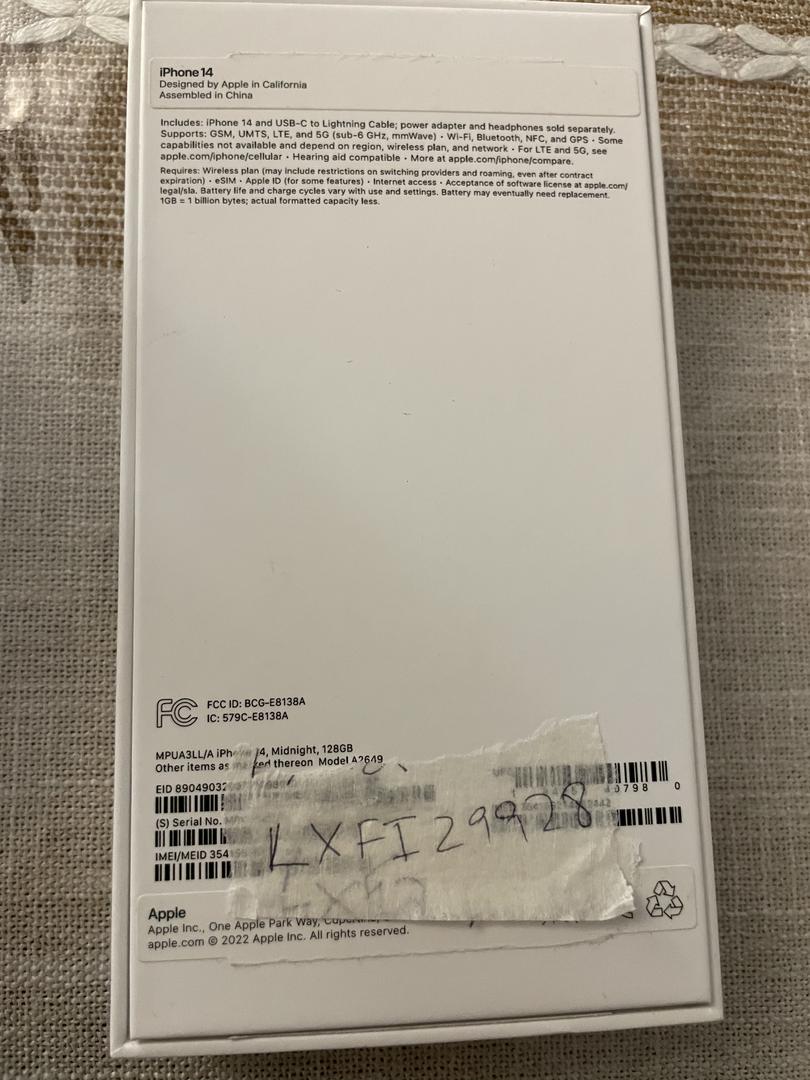 iPhone 14
Designed by Apple in California
Assembled in China
Includes: iPhone 14 and USB-C to Lightning Cable; power adapter and headphones sold separately.
Supports: GSM, UMTS, LTE, and 5G (sub-6 GHz, mmWave) • Wi-Fi, Bluetooth, NFC, and GPS • Some
capabilities not available and depend on region, wireless plan, and network • For LTE and 5G, see
apple.com/iphone/cellular • Hearing aid compatible • More at apple.com/iphone/compare.
Requires: Wireless plan (may include restrictions on switching providers and roaming, even after contract
expiration) • eSIM • Apple ID (for some features) • Internet access • Acceptance of software license at apple.com/
legal/sla. Battery life and charge cycles vary with use and settings. Battery may eventually need replacement.
1GB = 1 billion bytes; actual formatted capacity less.
FC FCC ID: BCG-E8138A
IC: 579C-E8138A
MPUA3LL/A 4, Midnight, 128GB
Other items as thereon Model A2649
EID 8904903
0798 0
(S) Serial No.
LXFI29928
IMEI/MEID 354
Apple
Apple Inc., One Apple Park Way,
apple.com © 2022 Apple Inc. All rights reserved.